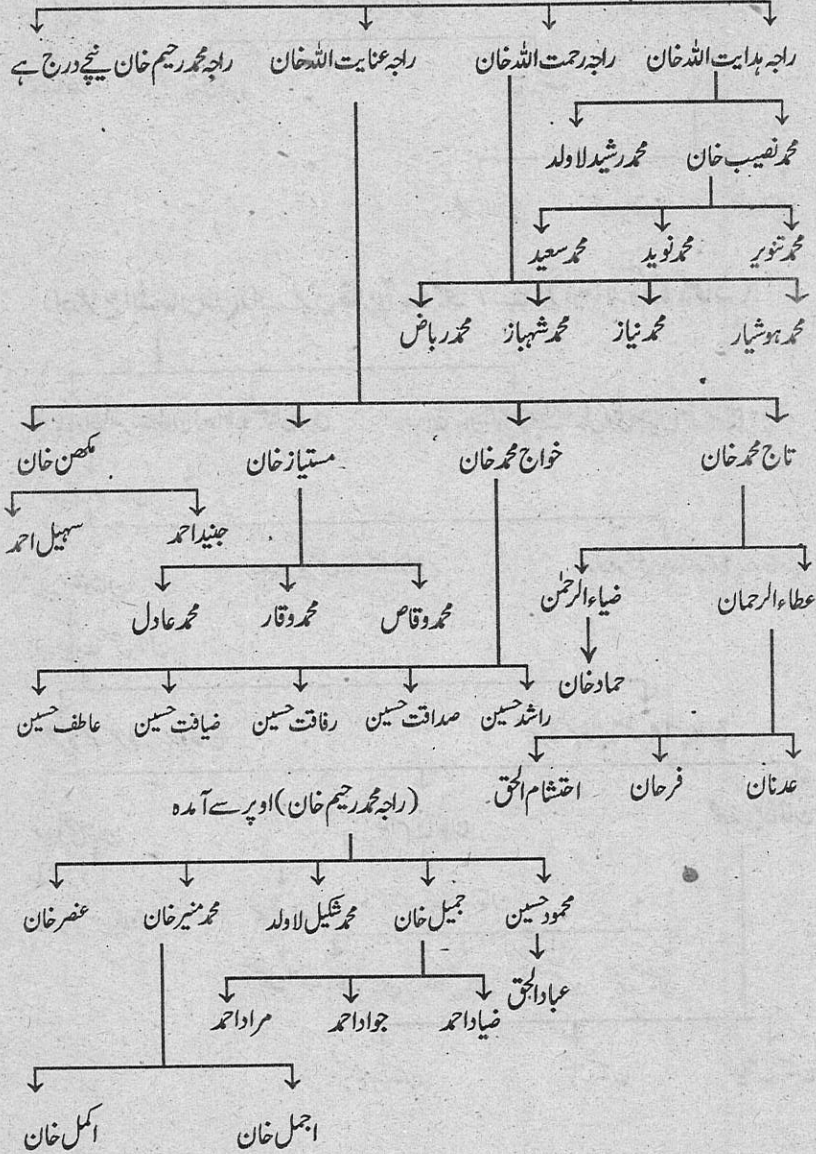 راجہ ہدایت اللہ خان راجہ رحمت اللہ خان راجہ عنایت اللہ خان راجہ محمد رحیم خان نیچے درج ہے
محمد نصیب خان محمد رشید لاولد
محمد تنویر محمد نوید محمد سعید
محمد ہوشیار محمد نیاز محمد شہباز محمد ریاض
تاج محمد خان خواج محمد خان مستیاز خان مکھن خان
جنید احمد سہیل احمد
عطاء الرحمان ضیاء الرحمٰن محمد وقاص محمد وقار محمد عادل
حماد خان
راشد حسین صداقت حسین رفاقت حسین ضیافت حسین عاطف حسین
عدنان فرحان احتشام الحق
(راجہ محمد رحیم خان) اوپر سے آمدہ
محمود حسین جمیل خان محمد شکیل لاولد محمد منیر خان عنصر خان
عباد الحق
ضیاد احمد جواد احمد مراد احمد
اجمل خان اکمل خان